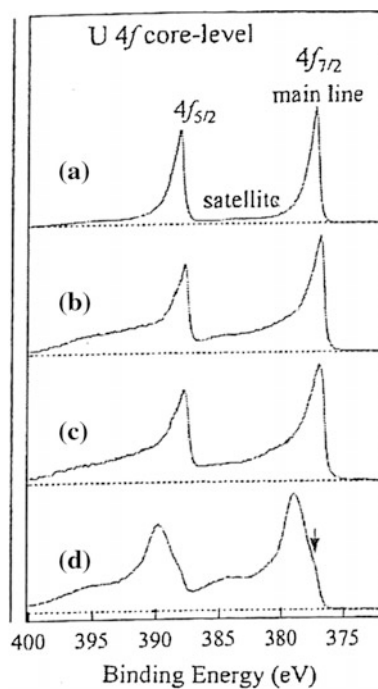 U 4f core-level
4f7/2
main line
4f5/2
(a)
satellite
(b)
(c)
(d)
400 395 390 385 380 375
Binding Energy (eV)